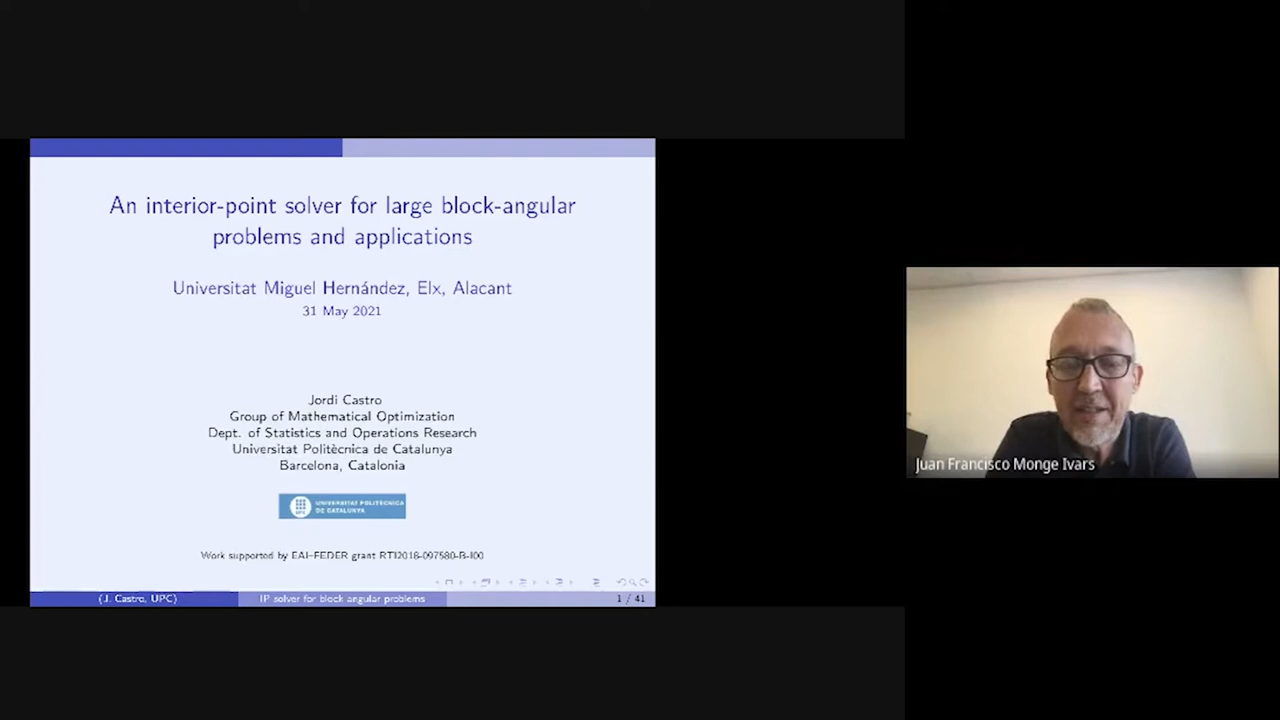 An interior-point solver for large block-angular
problems and applications
Universitat Miguel Hernández, Elx, Alacant
31 May 2021
Jordi Castro
Group of Mathematical Optimization
Dept. of Statistics and Operations Research
Universitat Politècnica de Catalunya
Barcelona, Catalonia
UNIVERSITAT POLITÈCNICA
DE CATALUNYA
UPC
Work supported by EAI-FEDER grant RTI2018-097580-B-I00
(J. Castro, UPC)
IP solver for block angular problems
1 / 41
Juan Francisco Monge Ivars